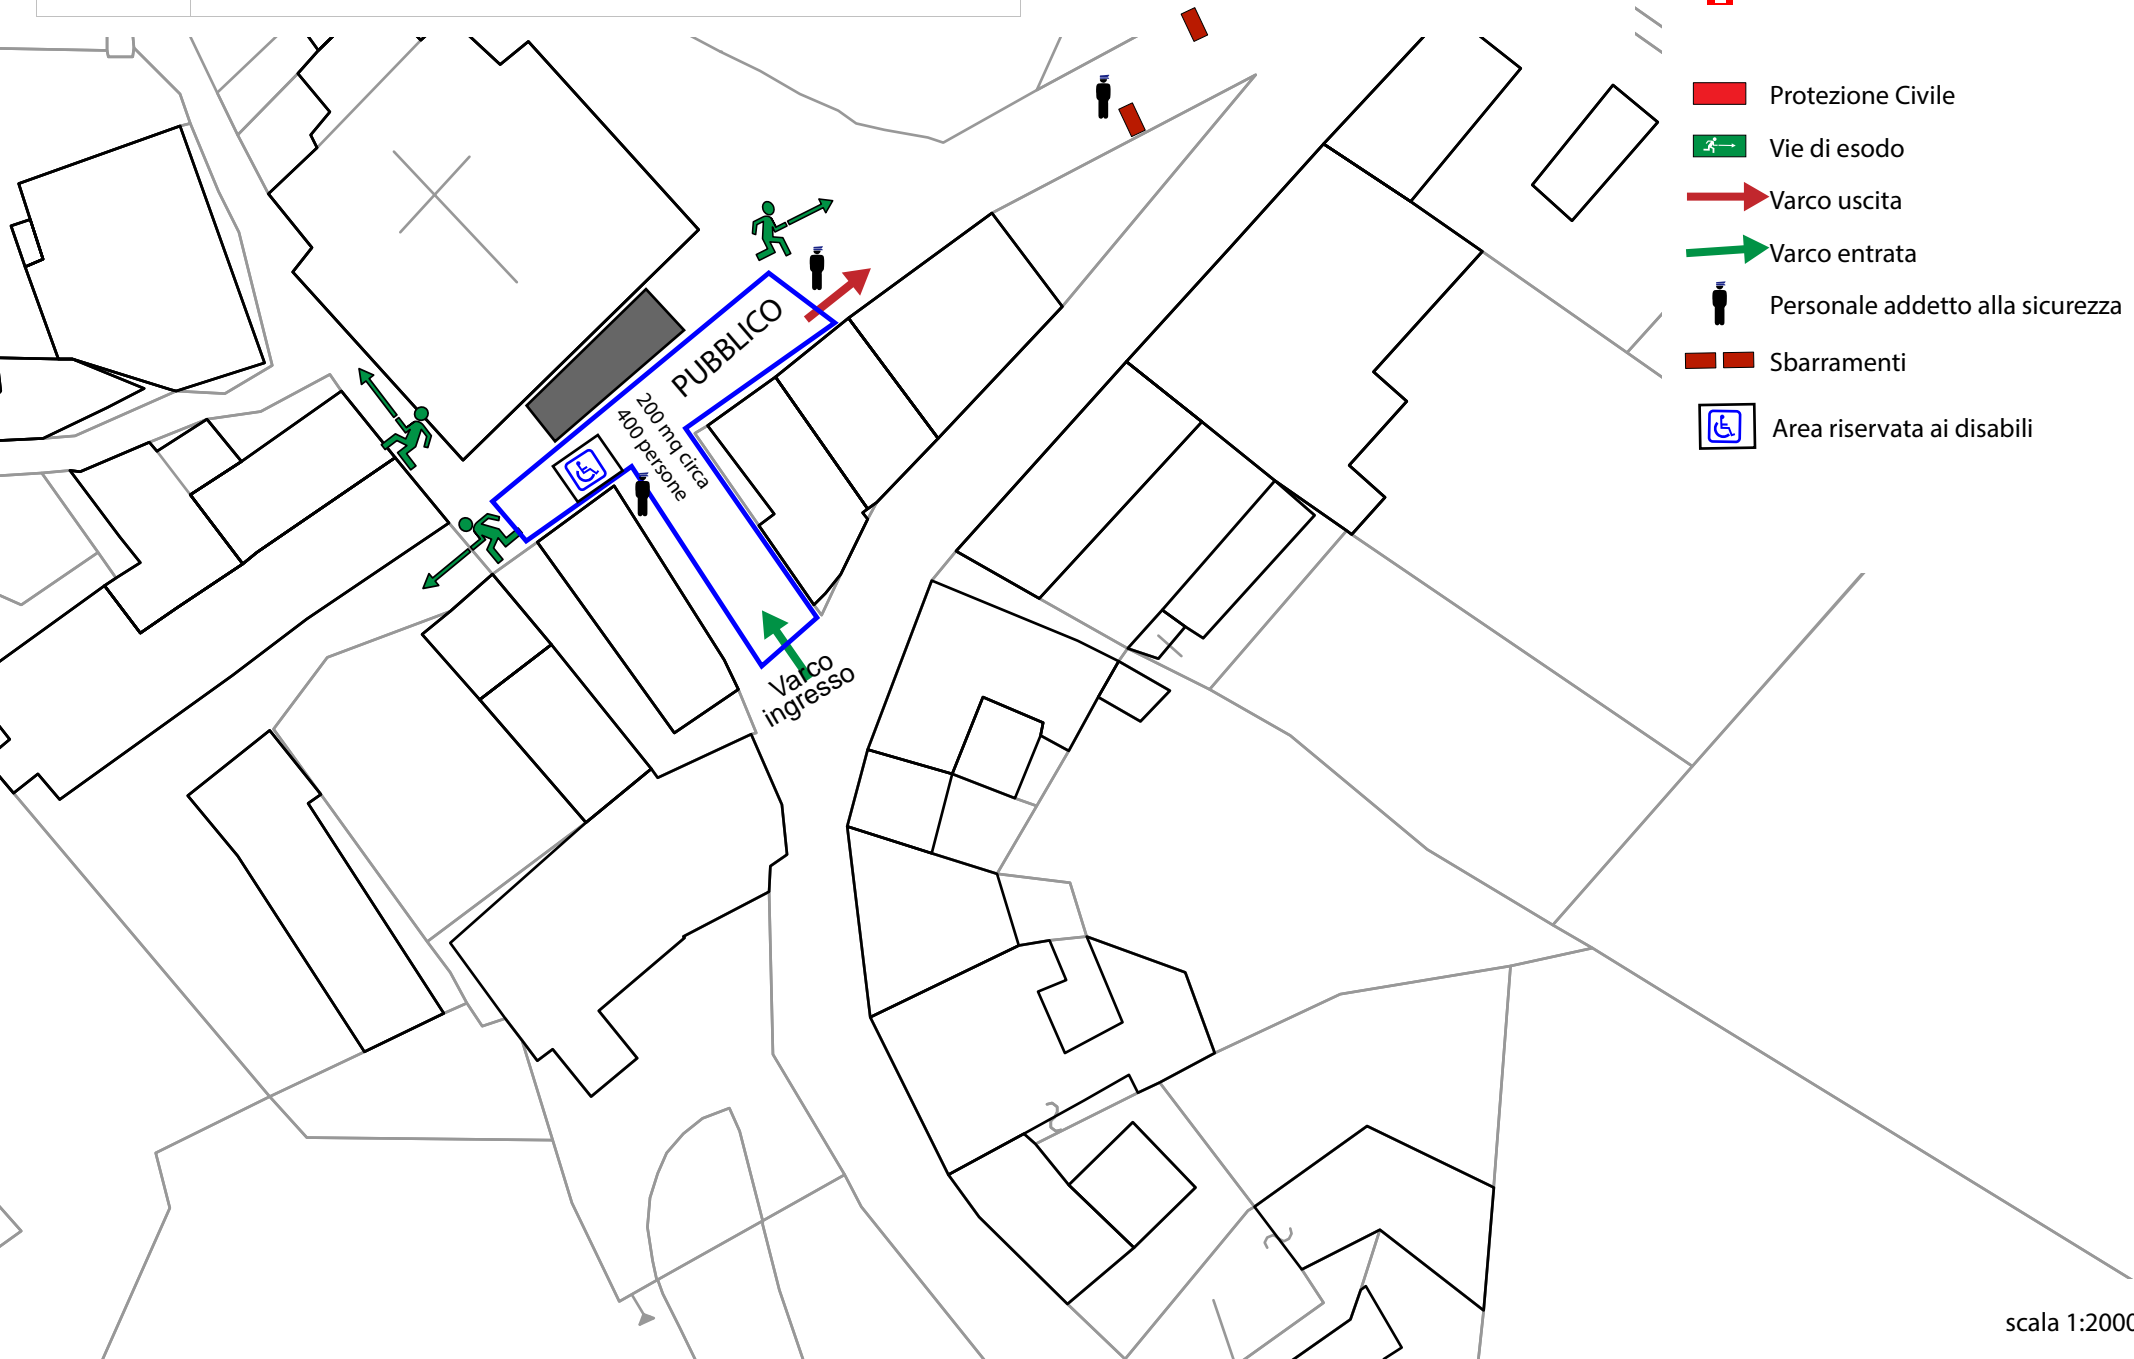 Protezione Civile
Vie di esodo
Varco uscita
Varco entrata
Personale addetto alla sicurezza
Sbarramenti
Area riservata ai disabili
PUBBLICO
200 mq circa
400 persone
Varco
ingresso
scala 1:2000